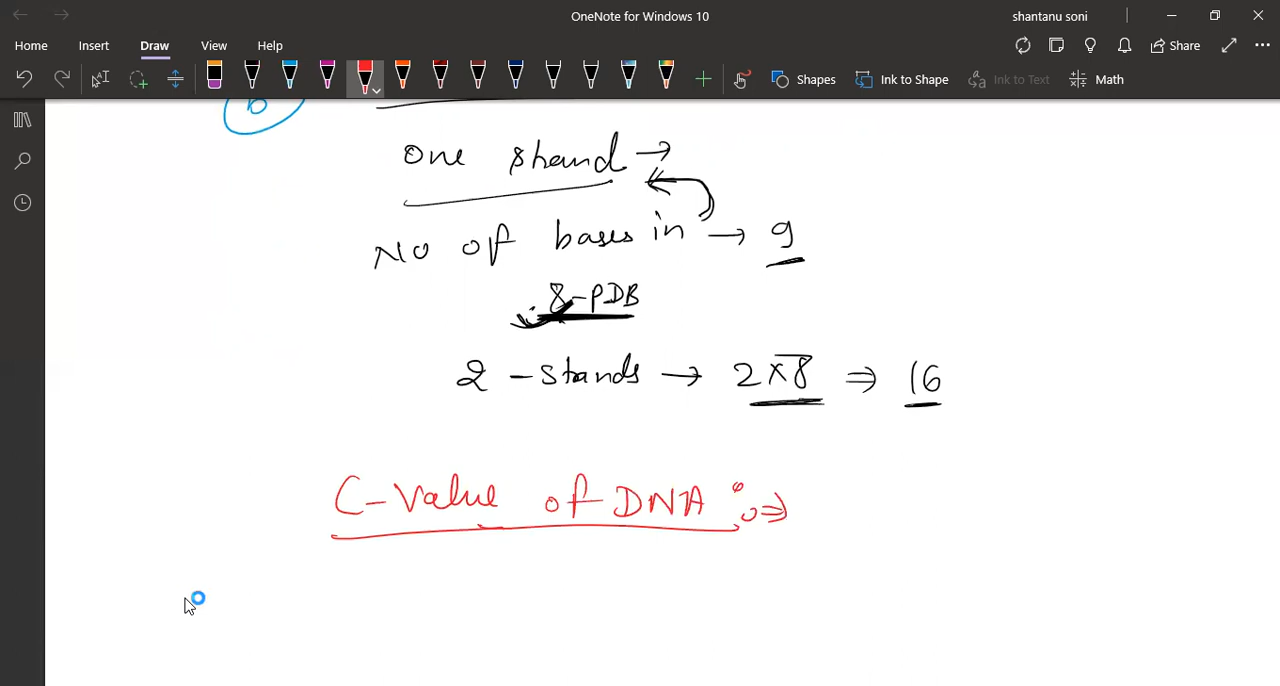 OneNote for Windows 10
shantanu soni
Home Insert Draw View Help
Share
Shapes Ink to Shape Ink to Text Math
b
One Shand →
No of bases in → 9
8-PDB
2 - Stands → 2×8 ⇒ 16
C-Value of DNA :⇒